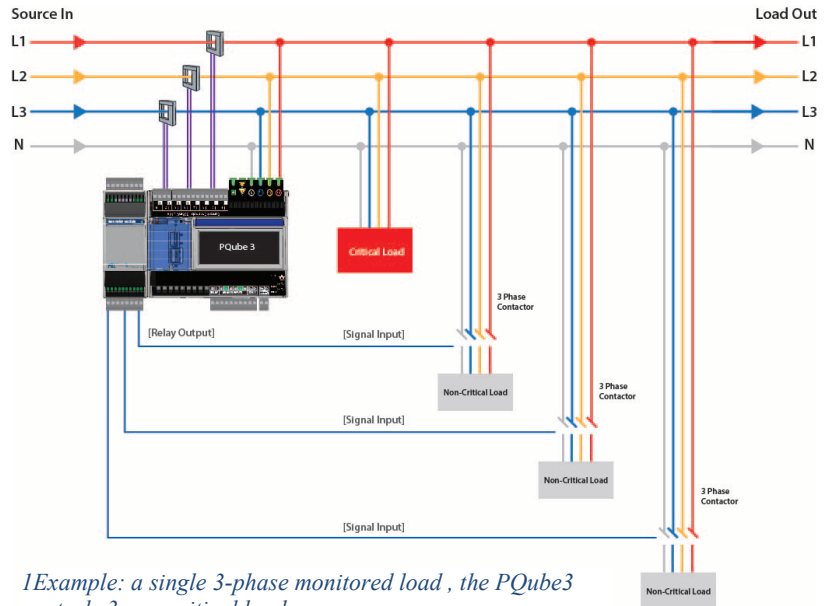 Source In
Load Out
L1
L1
L2
L2
L3
L3
N
N
PQube 3
Critical Load
3 Phase
Contactor
[Relay Output]
[Signal Input]
Non-Critical Load
3 Phase
Contactor
[Signal Input]
Non-Critical Load
3 Phase
Contactor
[Signal Input]
1Example: a single 3-phase monitored load , the PQube3
Non-Critical Load